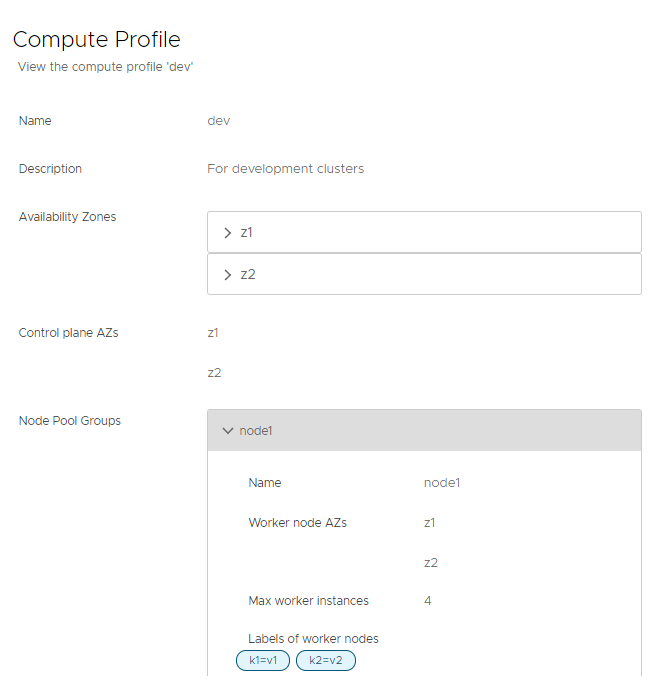 Compute Profile
View the compute profile 'dev'
Name dev
Description For development clusters
Availability Zones
z1
z2
Control plane AZs z1
z2
Node Pool Groups
node1
Name node1
Worker node AZs z1
z2
Max worker instances 4
Labels of worker nodes
k1=v1 k2=v2